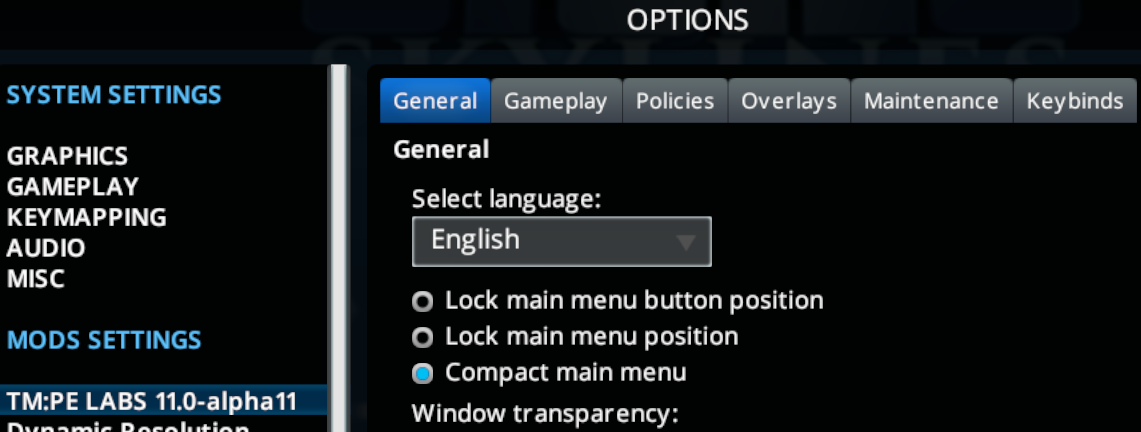 OPTIONS
SYSTEM SETTINGS
GRAPHICS
GAMEPLAY
KEYMAPPING
AUDIO
MISC
MODS SETTINGS
TM:PE LABS 11.0-alpha11
Dynamic Resolution
General Gameplay Policies Overlays Maintenance Keybinds
General
Select language:
English
Lock main menu button position
Lock main menu position
Compact main menu
Window transparency: